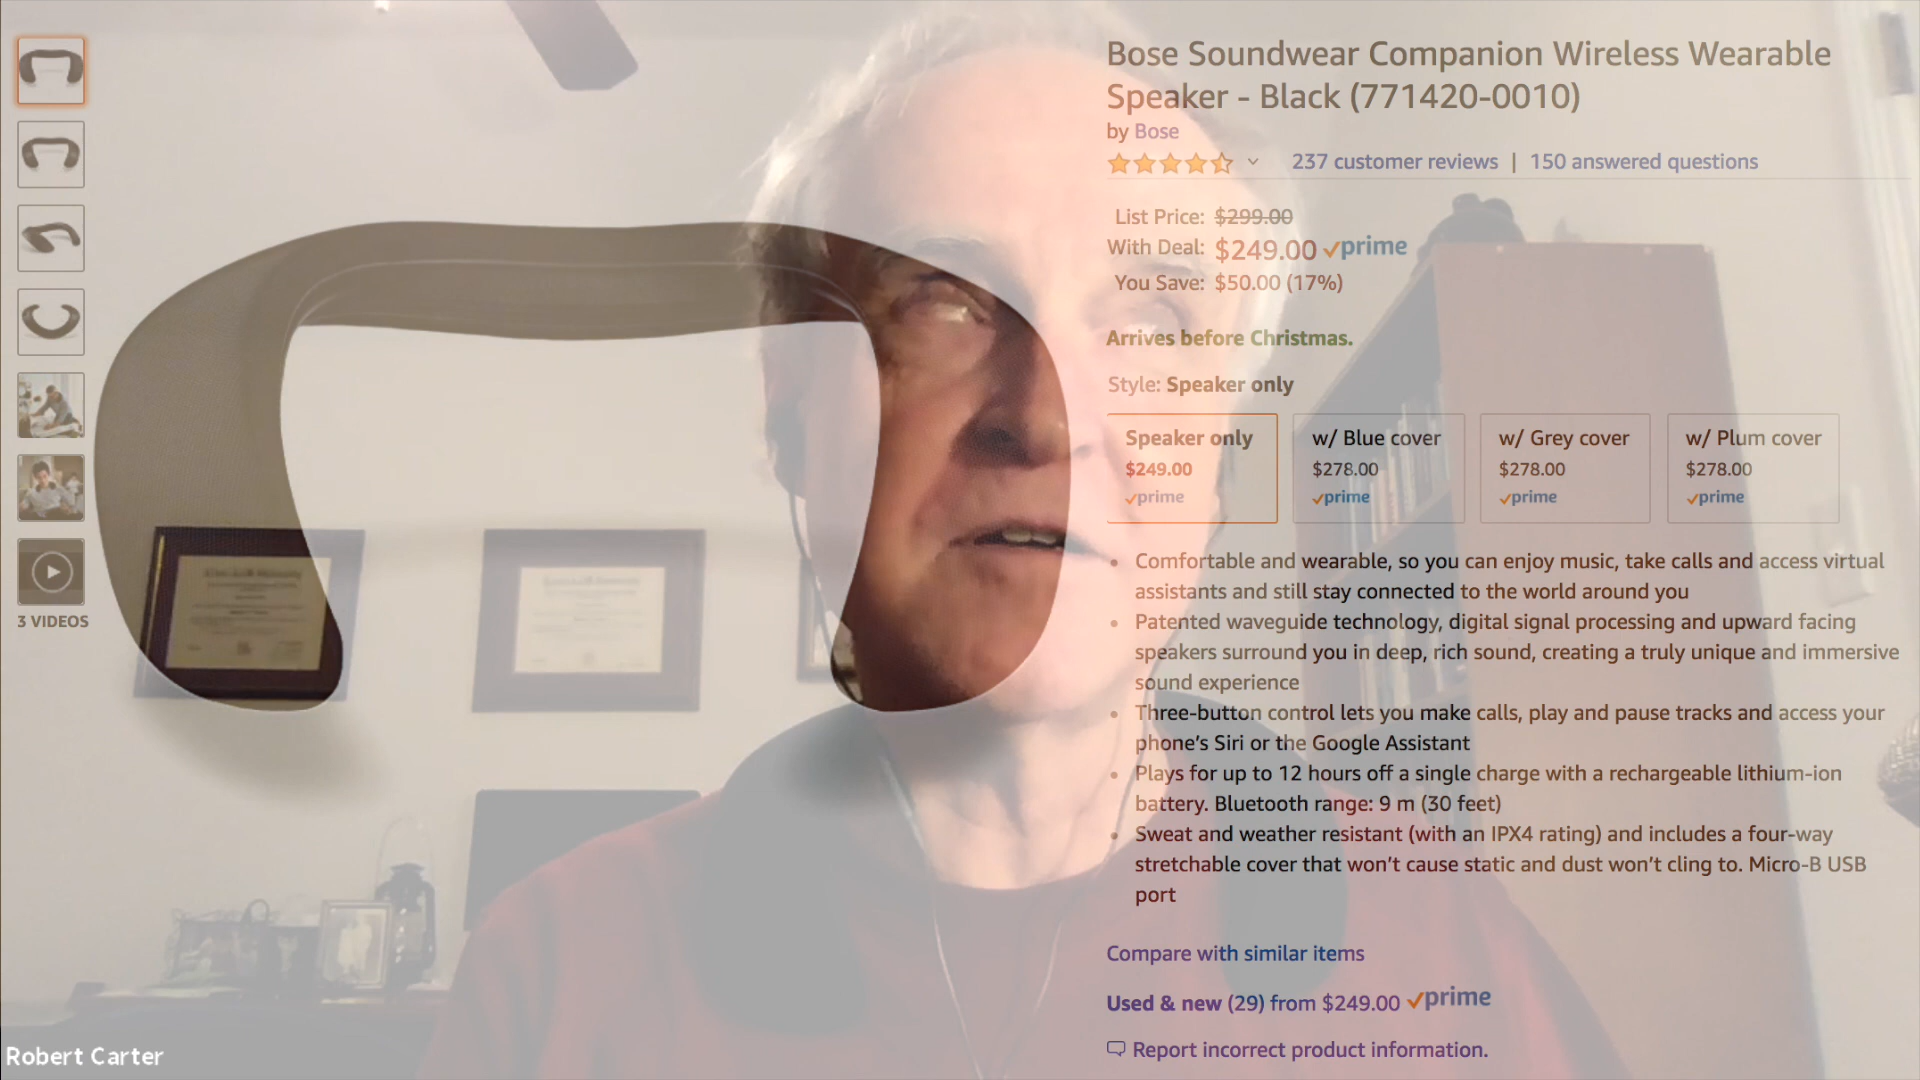 Bose Soundwear Companion Wireless Wearable
Speaker - Black (771420-0010)
by Bose
237 customer reviews | 150 answered questions
List Price: $299.00
With Deal: $249.00 prime
You Save: $50.00 (17%)
Arrives before Christmas.
Style: Speaker only
Speaker only
$249.00
prime
w/ Blue cover
$278.00
prime
w/ Grey cover
$278.00
prime
w/ Plum cover
$278.00
prime
3 VIDEOS
• Comfortable and wearable, so you can enjoy music, take calls and access virtual
assistants and still stay connected to the world around you
• Patented waveguide technology, digital signal processing and upward facing
speakers surround you in deep, rich sound, creating a truly unique and immersive
sound experience
• Three-button control lets you make calls, play and pause tracks and access your
phone’s Siri or the Google Assistant
• Plays for up to 12 hours off a single charge with a rechargeable lithium-ion
battery. Bluetooth range: 9 m (30 feet)
• Sweat and weather resistant (with an IPX4 rating) and includes a four-way
stretchable cover that won’t cause static and dust won’t cling to. Micro-B USB
port
Compare with similar items
Used & new (29) from $249.00 prime
Report incorrect product information.
Robert Carter